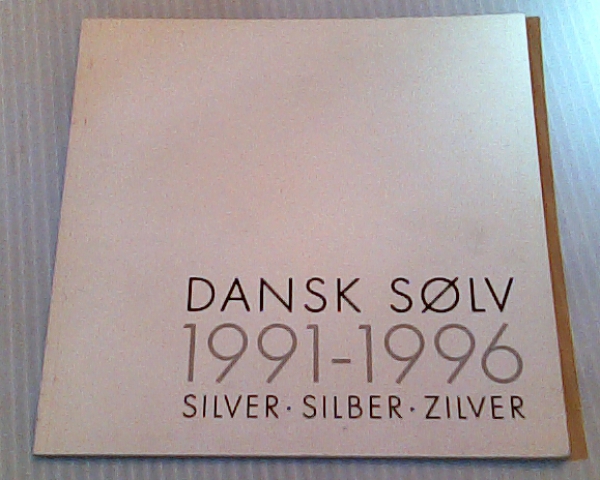 DANSK SØLV
1991-1996
SILVER · SILBER · ZILVER